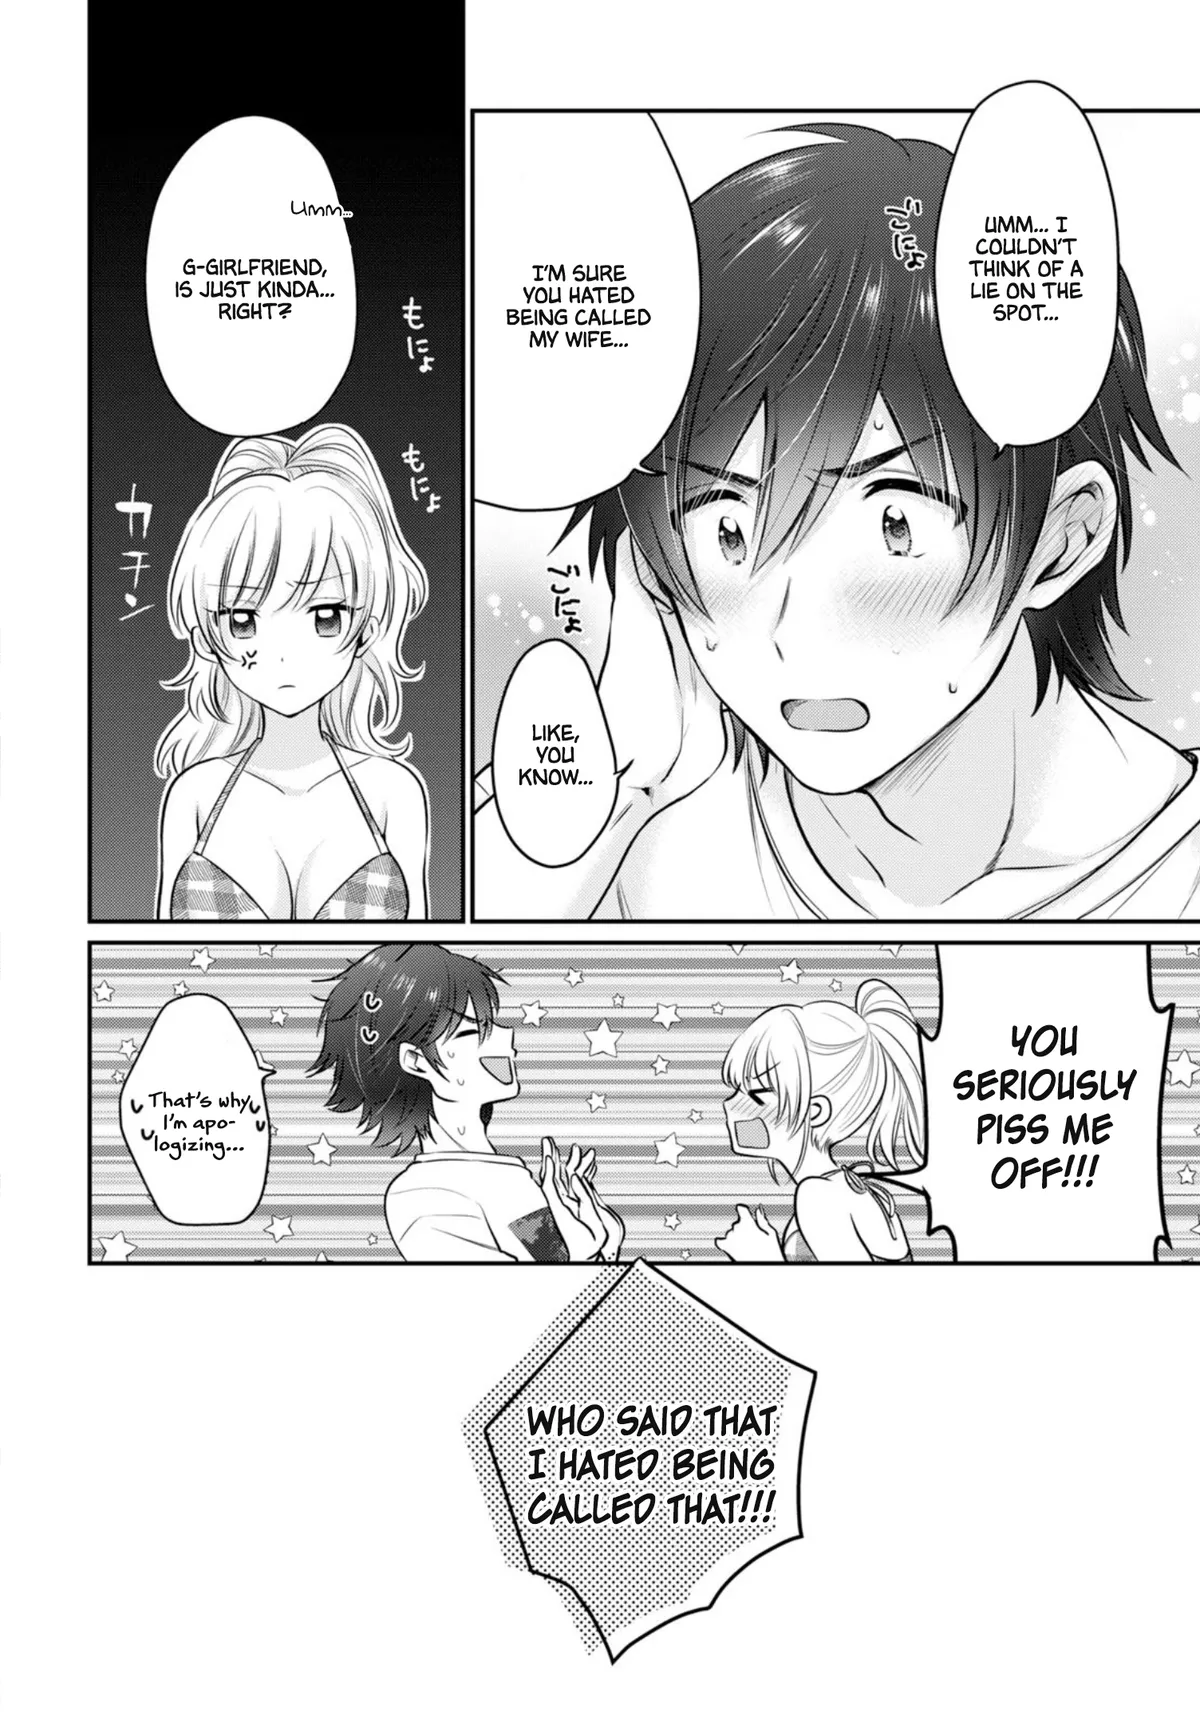 UMM... I
COULDN'T
THINK OF A
LIE ON THE
SPOT...
ごにょ
I'M SURE
YOU HATED
BEING CALLED
MY WIFE...
ごにょ
LIKE,
YOU
KNOW...
Umm...
G-GIRLFRIEND,
IS JUST KINDA...
RIGHT?
もにょ
もにょ
カチン
YOU
SERIOUSLY
PISS ME
OFF!!!
That's why
I'm apo-
logizing...
WHO SAID THAT
I HATED BEING
CALLED THAT!!!